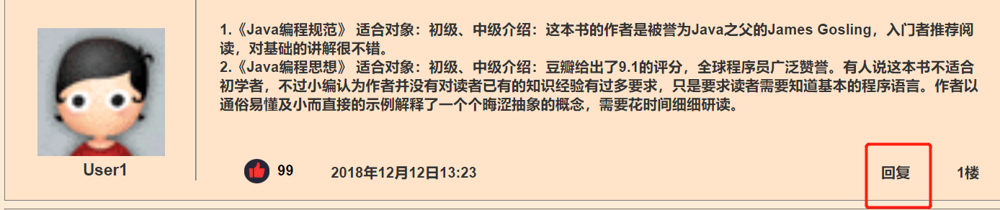 1.《Java编程规范》 适合对象：初级、中级介绍：这本书的作者是被誉为Java之父的James Gosling，入门者推荐阅
读，对基础的讲解很不错。
2.《Java编程思想》 适合对象：初级、中级介绍：豆瓣给出了9.1的评分，全球程序员广泛赞誉。有人说这本书不适合
初学者，不过小编认为作者并没有对读者已有的知识经验有过多要求，只是要求读者需要知道基本的程序语言。作者以
通俗易懂及小而直接的示例解释了一个个晦涩抽象的概念，需要花时间细细研读。
User1
99 2018年12月12日13:23 回复 1楼